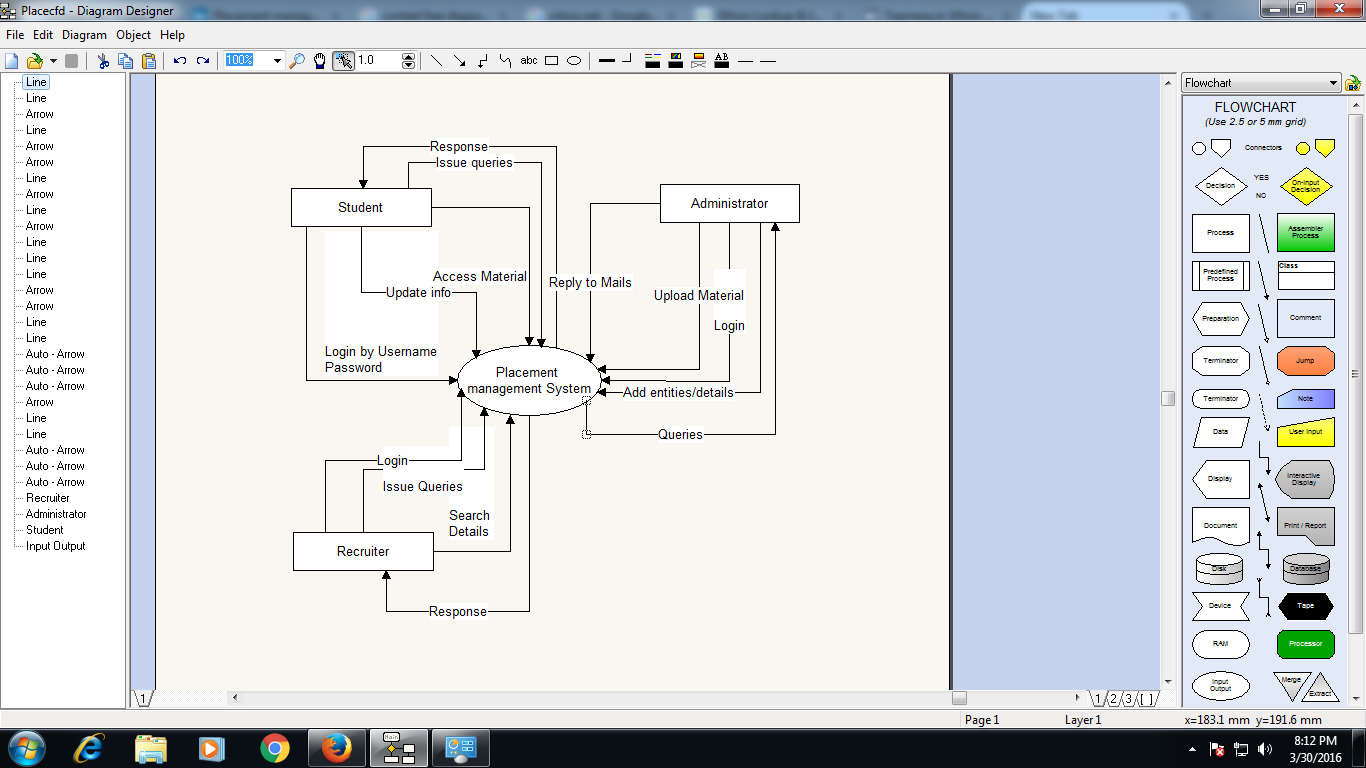 Placecfd - Diagram Designer
File Edit Diagram Object Help
100%
1.0
abc
AB
Line
Line
Arrow
Line
Arrow
Arrow
Line
Arrow
Line
Arrow
Line
Line
Line
Arrow
Arrow
Line
Line
Auto - Arrow
Auto - Arrow
Auto - Arrow
Arrow
Line
Line
Auto - Arrow
Auto - Arrow
Auto - Arrow
Recruiter
Administrator
Student
Input Output
Response
Issue queries
Student
Administrator
Access Material
Reply to Mails
Update info
Upload Material
Login
Login by Username
Password
Placement
management System
Add entities/details
Queries
Login
Issue Queries
Search
Details
Recruiter
Response
1
1 2 3 [ ]
Flowchart
FLOWCHART
(Use 2.5 or 5 mm grid)
Connectors
Decision
YES
NO
On-Input
Decision
Process
Assembler
Process
Predefined
Process
Class
Preparation
Comment
Terminator
Jump
Terminator
Note
Data
User Input
Display
Interactive
Display
Document
Print / Report
Disk
Database
Device
Tape
RAM
Processor
Input
Output
Merge
Extract
Page 1
Layer 1
x=183.1 mm y=191.6 mm
Main
8:12 PM
3/30/2016